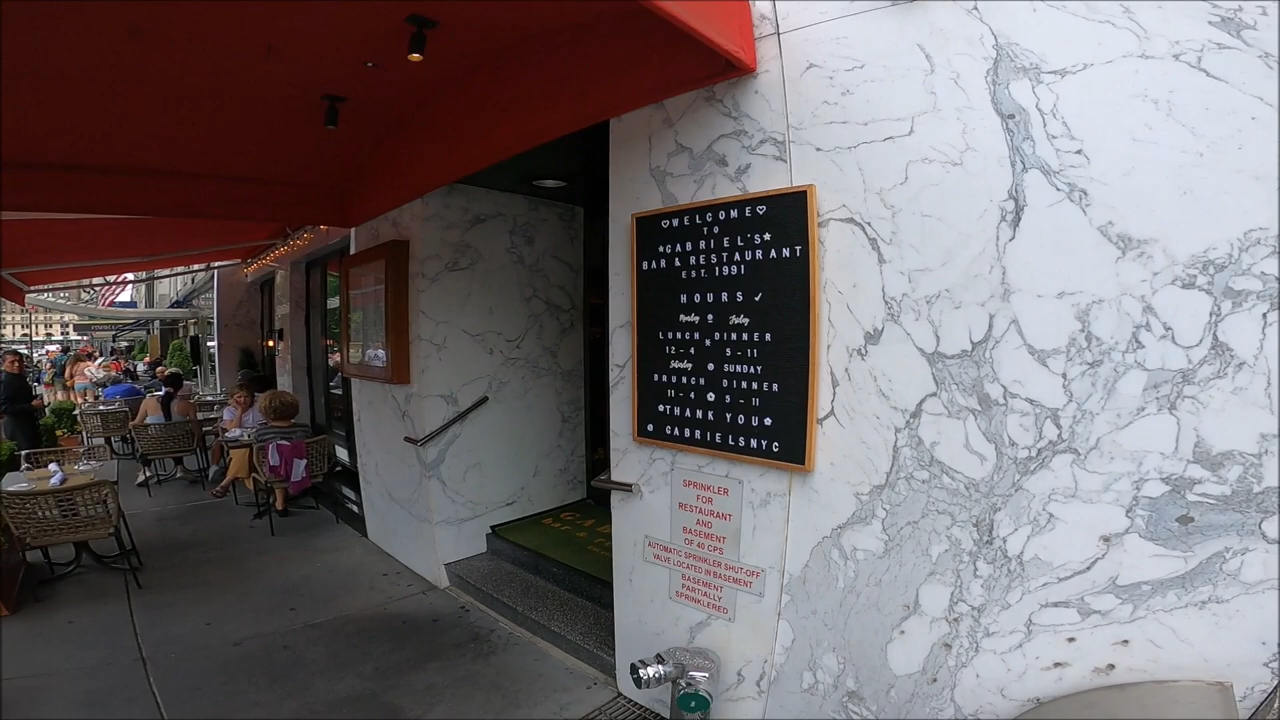 ♡WELCOME♡
TO
*GABRIEL'S*
BAR & RESTAURANT
EST. 1991
HOURS ✓
Monday @ Friday
LUNCH * DINNER
12-4 5-11
Saturday @ SUNDAY
BRUNCH DINNER
11-4 ✿ 5-11
✿THANK YOU✿
@ GABRIELSNYC
SPRINKLER
FOR
RESTAURANT
AND
BASEMENT
OF 40 CPS
AUTOMATIC SPRINKLER SHUT-OFF
VALVE LOCATED IN BASEMENT
BASEMENT
PARTIALLY
SPRINKLERED